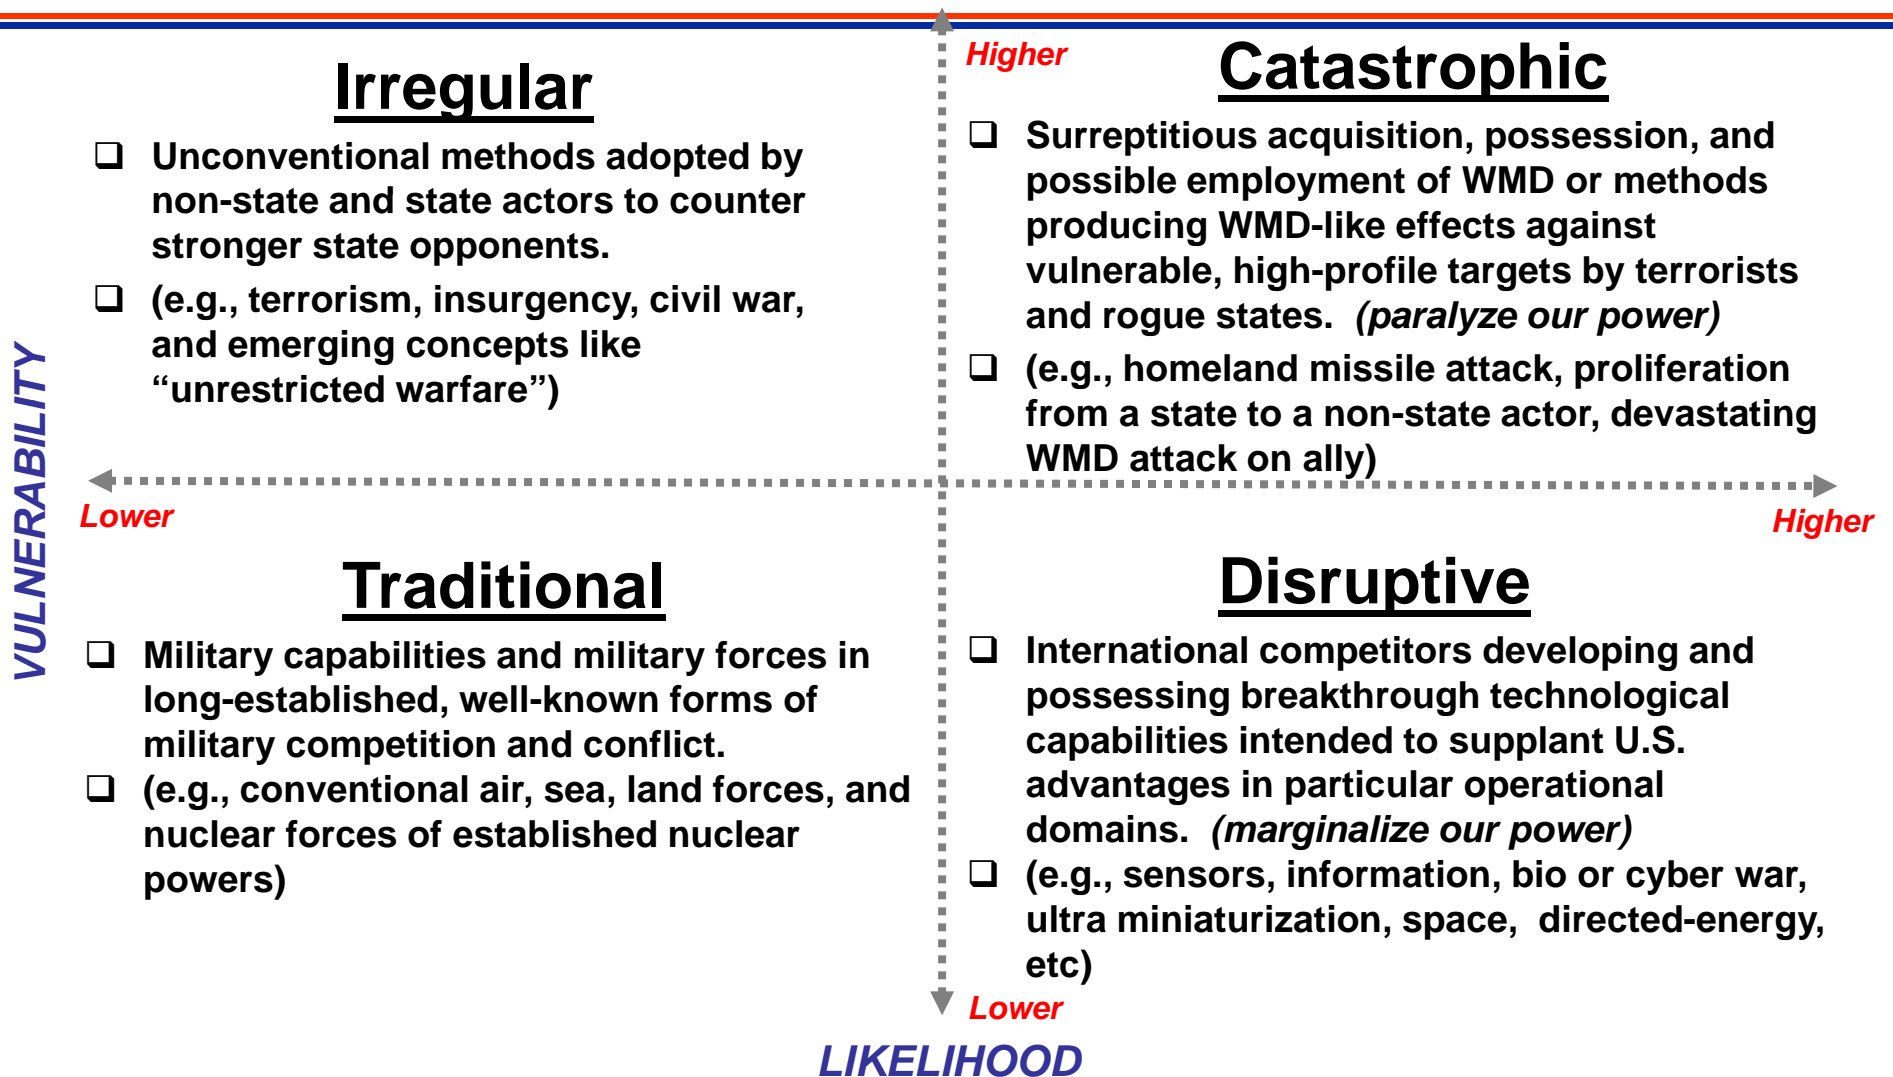 Higher
Irregular
❑ Unconventional methods adopted by
non-state and state actors to counter
stronger state opponents.
❑ (e.g., terrorism, insurgency, civil war,
and emerging concepts like
“unrestricted warfare”)
Catastrophic
❑ Surreptitious acquisition, possession, and
possible employment of WMD or methods
producing WMD-like effects against
vulnerable, high-profile targets by terrorists
and rogue states. (paralyze our power)
❑ (e.g., homeland missile attack, proliferation
from a state to a non-state actor, devastating
WMD attack on ally)
VULNERABILITY
Lower
Higher
Traditional
❑ Military capabilities and military forces in
long-established, well-known forms of
military competition and conflict.
❑ (e.g., conventional air, sea, land forces, and
nuclear forces of established nuclear
powers)
Disruptive
❑ International competitors developing and
possessing breakthrough technological
capabilities intended to supplant U.S.
advantages in particular operational
domains. (marginalize our power)
❑ (e.g., sensors, information, bio or cyber war,
ultra miniaturization, space, directed-energy,
etc)
Lower
LIKELIHOOD